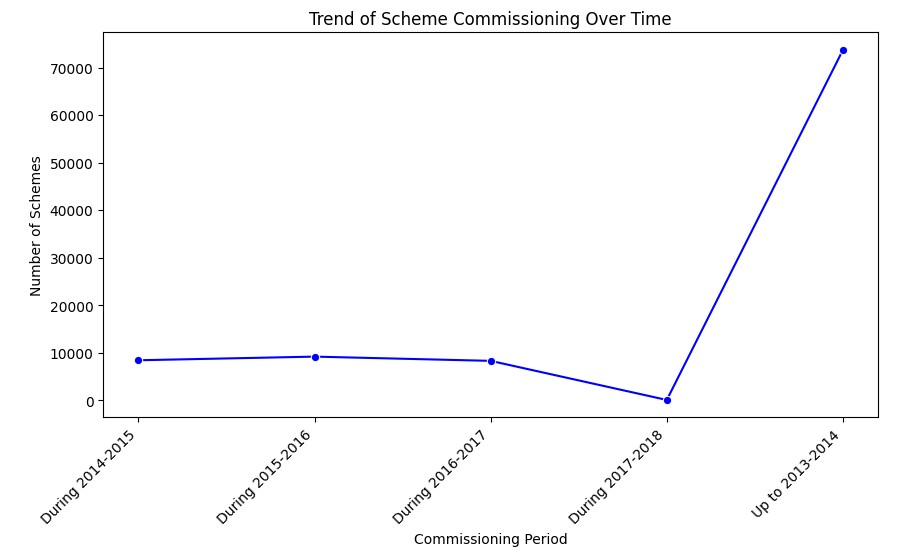 Trend of Scheme Commissioning Over Time
Number of Schemes
70000
60000
50000
40000
30000
20000
10000
0
During 2014-2015
During 2015-2016
During 2016-2017
During 2017-2018
Up to 2013-2014
Commissioning Period